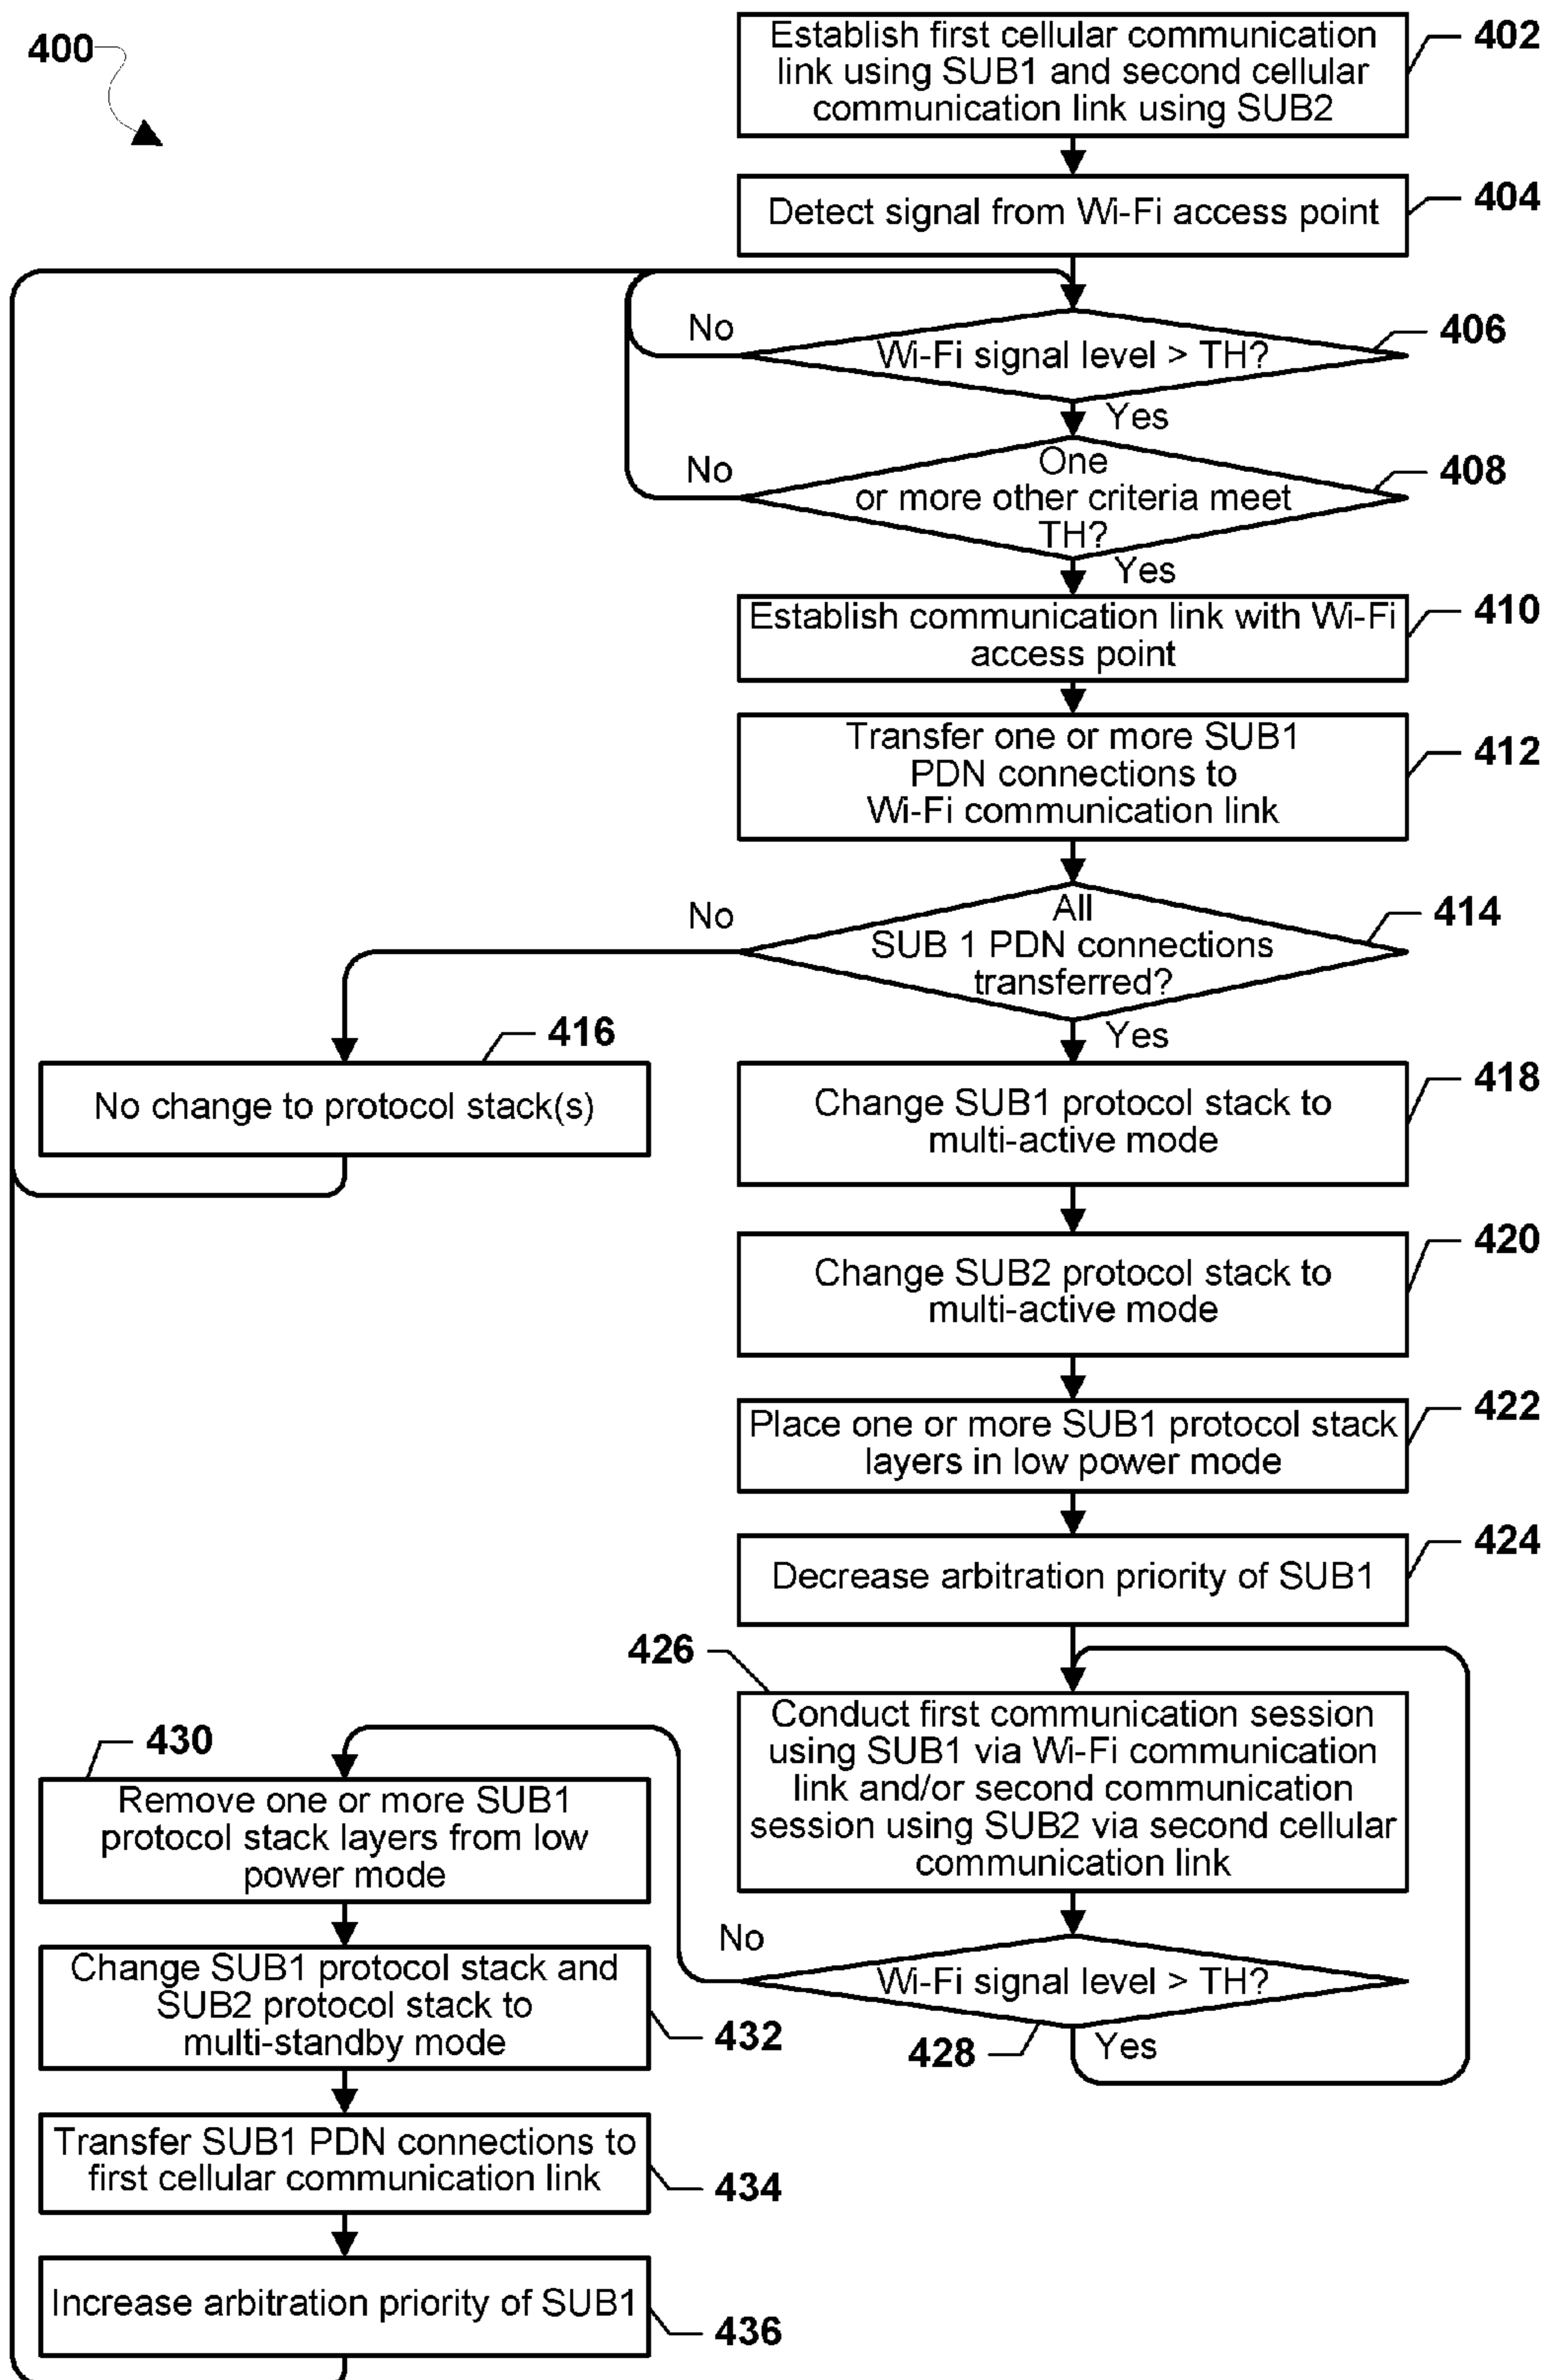 400
Establish first cellular communication
link using SUB1 and second cellular
communication link using SUB2
402
Detect signal from Wi-Fi access point
404
No
Wi-Fi signal level > TH?
406
Yes
No
One
or more other criteria meet
TH?
408
Yes
Establish communication link with Wi-Fi
access point
410
Transfer one or more SUB1
PDN connections to
Wi-Fi communication link
412
No
All
SUB 1 PDN connections
transferred?
414
Yes
416
No change to protocol stack(s)
Change SUB1 protocol stack to
multi-active mode
418
Change SUB2 protocol stack to
multi-active mode
420
Place one or more SUB1 protocol stack
layers in low power mode
422
Decrease arbitration priority of SUB1
424
426
Conduct first communication session
using SUB1 via Wi-Fi communication
link and/or second communication
session using SUB2 via second cellular
communication link
No
Wi-Fi signal level > TH?
428
Yes
430
Remove one or more SUB1
protocol stack layers from low
power mode
Change SUB1 protocol stack and
SUB2 protocol stack to
multi-standby mode
432
Transfer SUB1 PDN connections to
first cellular communication link
434
Increase arbitration priority of SUB1
436